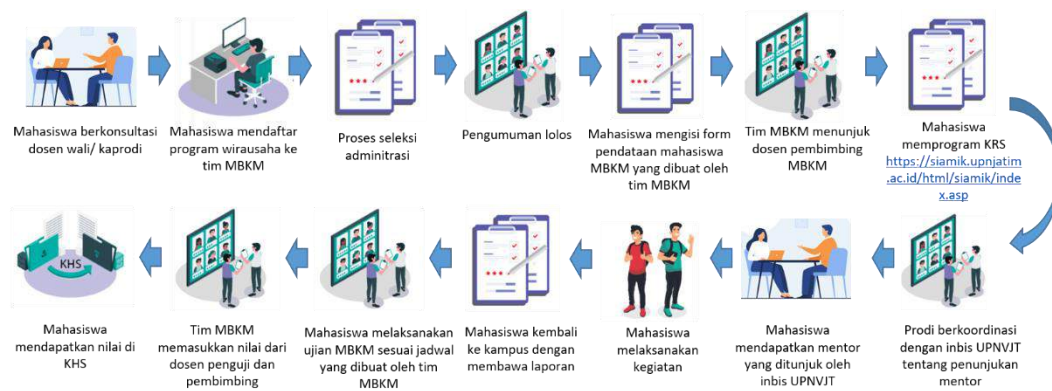 Mahasiswa berkonsultasi
dosen wali/ kaprodi
Mahasiswa mendaftar
program wirausaha ke
tim MBKM
Proses seleksi
adminitrasi
Pengumuman lolos
Mahasiswa mengisi form
pendataan mahasiswa
MBKM yang dibuat oleh
tim MBKM
Tim MBKM menunjuk
dosen pembimbing
MBKM
Mahasiswa
memprogram KRS
https://siamik.upnjatim
.ac.id/html/siamik/inde
x.asp
Prodi berkoordinasi
dengan inbis UPNVJT
tentang penunjukan
mentor
Mahasiswa
mendapatkan mentor
yang ditunjuk oleh
inbis UPNVJT
Mahasiswa
melaksanakan
kegiatan
Mahasiswa kembali
ke kampus dengan
membawa laporan
Mahasiswa melaksanakan
ujian MBKM sesuai jadwal
yang dibuat oleh tim
MBKM
Tim MBKM
memasukkan nilai dari
dosen penguji dan
pembimbing
KHS
Mahasiswa
mendapatkan nilai di
KHS